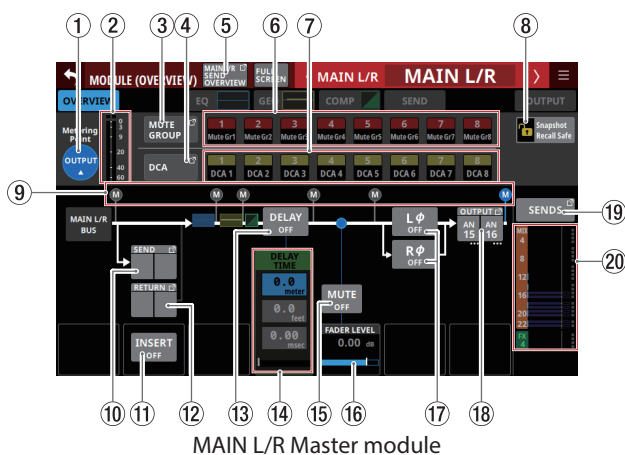 1 2 3 4 5 6 7 8
MODULE (OVERVIEW)
MAIN L/R
SEND
OVERVIEW
FULL
SCREEN
MAIN L/R
MAIN L/R
OVERVIEW
EQ
GEQ
COMP
SEND
OUTPUT
Metering
Point
OUTPUT
0
3
9
20
40
60
MUTE
GROUP
1 2 3 4 5 6 7 8
Mute Gr1 Mute Gr2 Mute Gr3 Mute Gr4 Mute Gr5 Mute Gr6 Mute Gr7 Mute Gr8
DCA
1 2 3 4 5 6 7 8
DCA 1 DCA 2 DCA 3 DCA 4 DCA 5 DCA 6 DCA 7 DCA 8
Snapshot
Recall Safe
9
M M M M M M
MAIN L/R
BUS
DELAY
OFF
LΦ
OFF
RΦ
OFF
OUTPUT
AN
15
AN
16
SENDS
19
SEND
RETURN
DELAY
TIME
0.0
meter
0.0
feet
0.00
msec
MUTE
OFF
FADER LEVEL
0.00 dB
INSERT
OFF
MIX
4
8
12
16
20
22
FX
4
20
10 11 12 13 14 15 16 17 18
MAIN L/R Master module